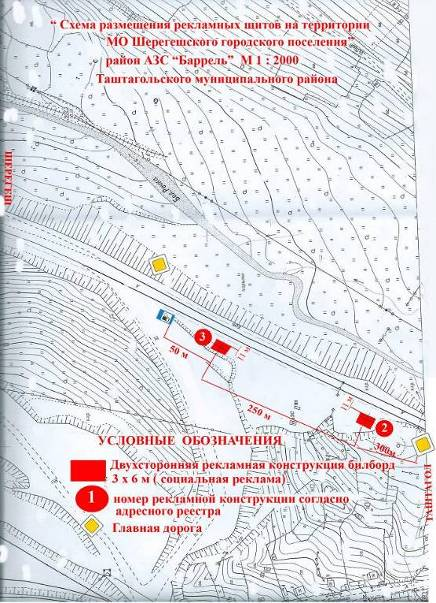 “ Схема размещения рекламных щитов на территории
МО Шерегешского городского поселения
район АЗС “Баррель” М 1 : 2000
Таштагольского муниципального района
ШЕРЕГЕШ
3
50 м
11 м
250 м
11 м
2
300м
ТАШТАГОЛ
УСЛОВНЫЕ ОБОЗНАЧЕНИЯ
Двухсторонняя рекламная конструкция билборд
3 х 6 м ( социальная реклама)
1
номер рекламной конструкции согласно
адресного реестра
Главная дорога